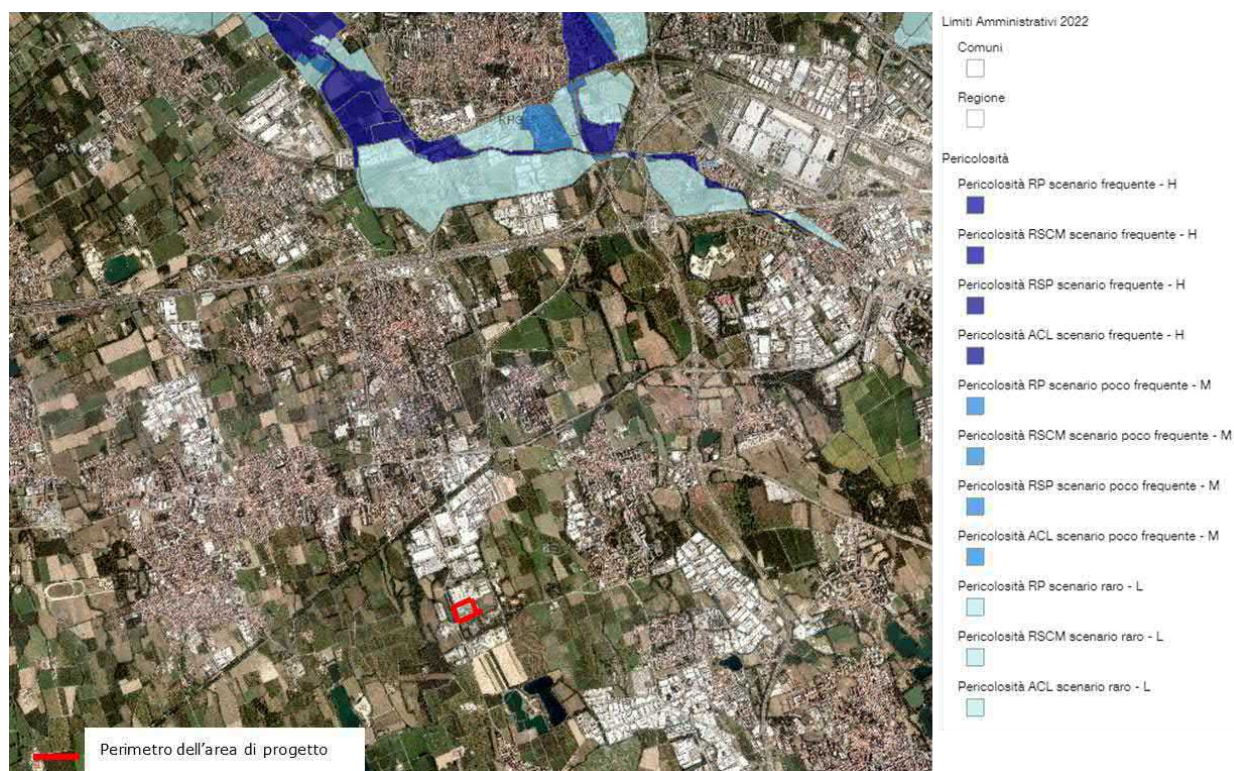 Limiti Amministrativi 2022
Comuni
Regione
Pericolosità
Pericolosità RP scenario frequente - H
Pericolosità RSCM scenario frequente - H
Pericolosità RSP scenario frequente - H
Pericolosità ACL scenario frequente - H
Pericolosità RP scenario poco frequente - M
Pericolosità RSCM scenario poco frequente - M
Pericolosità RSP scenario poco frequente - M
Pericolosità ACL scenario poco frequente - M
Pericolosità RP scenario raro - L
Pericolosità RSCM scenario raro - L
Pericolosità ACL scenario raro - L
Perimetro dell'area di progetto